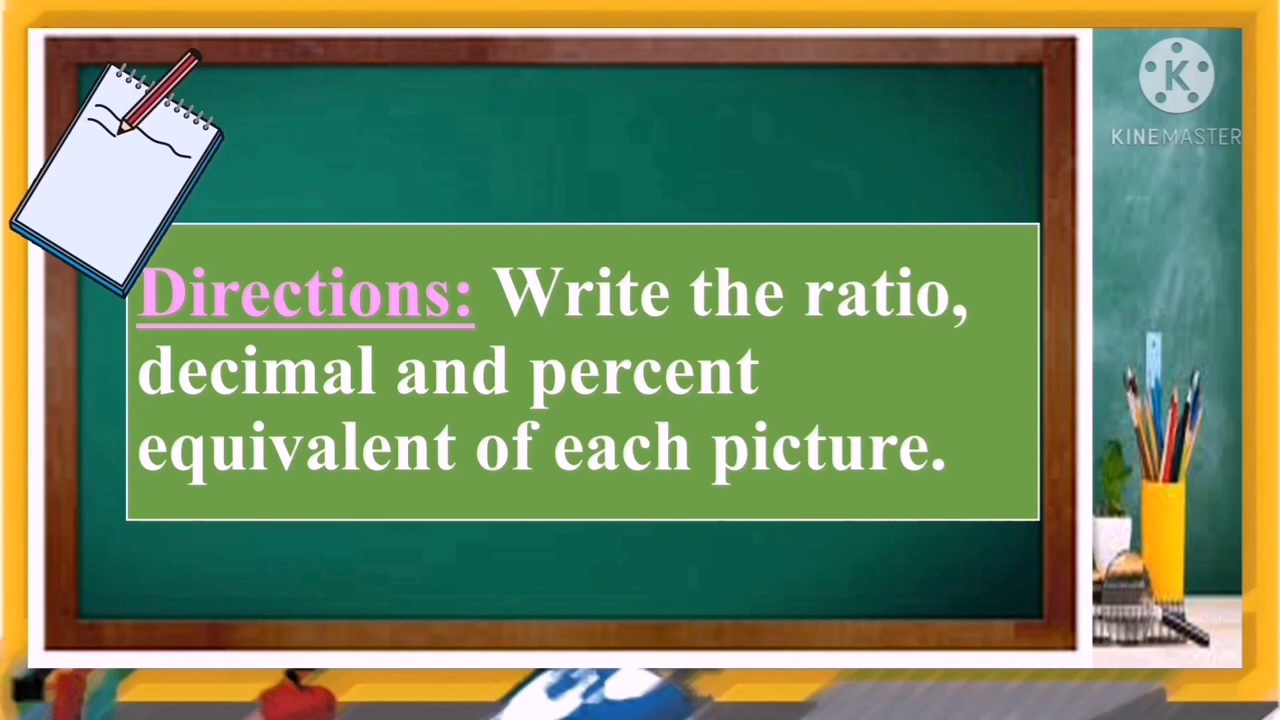 KINEMASTER
Directions: Write the ratio,
decimal and percent
equivalent of each picture.